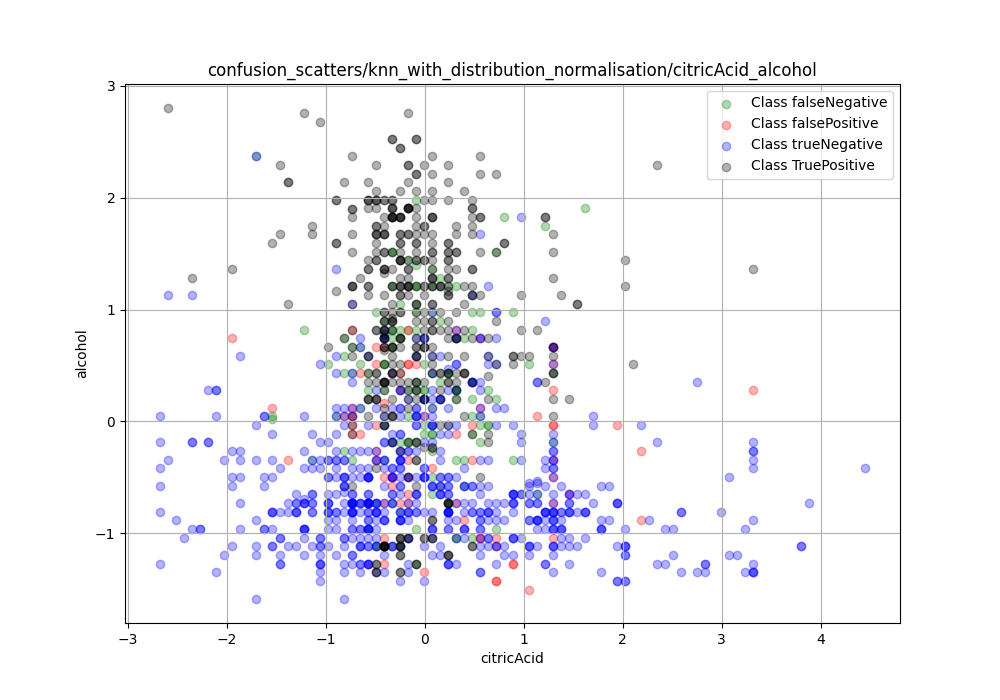 confusion_scatters/knn_with_distribution_normalisation/citricAcid_alcohol
Class falseNegative
Class falsePositive
Class trueNegative
Class TruePositive
3
2
1
0
−1
alcohol
−3 −2 −1 0 1 2 3 4
citricAcid